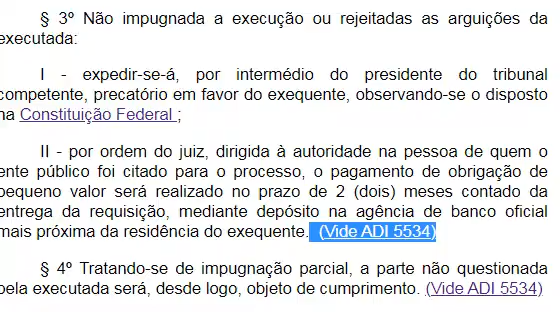 § 3º Não impugnada a execução ou rejeitadas as arguições da
executada:
I - expedir-se-á, por intermédio do presidente do tribunal
competente, precatório em favor do exequente, observando-se o disposto
na Constituição Federal ;
II - por ordem do juiz, dirigida à autoridade na pessoa de quem o
ente público foi citado para o processo, o pagamento de obrigação de
pequeno valor será realizado no prazo de 2 (dois) meses contado da
entrega da requisição, mediante depósito na agência de banco oficial
mais próxima da residência do exequente. (Vide ADI 5534)
§ 4º Tratando-se de impugnação parcial, a parte não questionada
pela executada será, desde logo, objeto de cumprimento. (Vide ADI 5534)